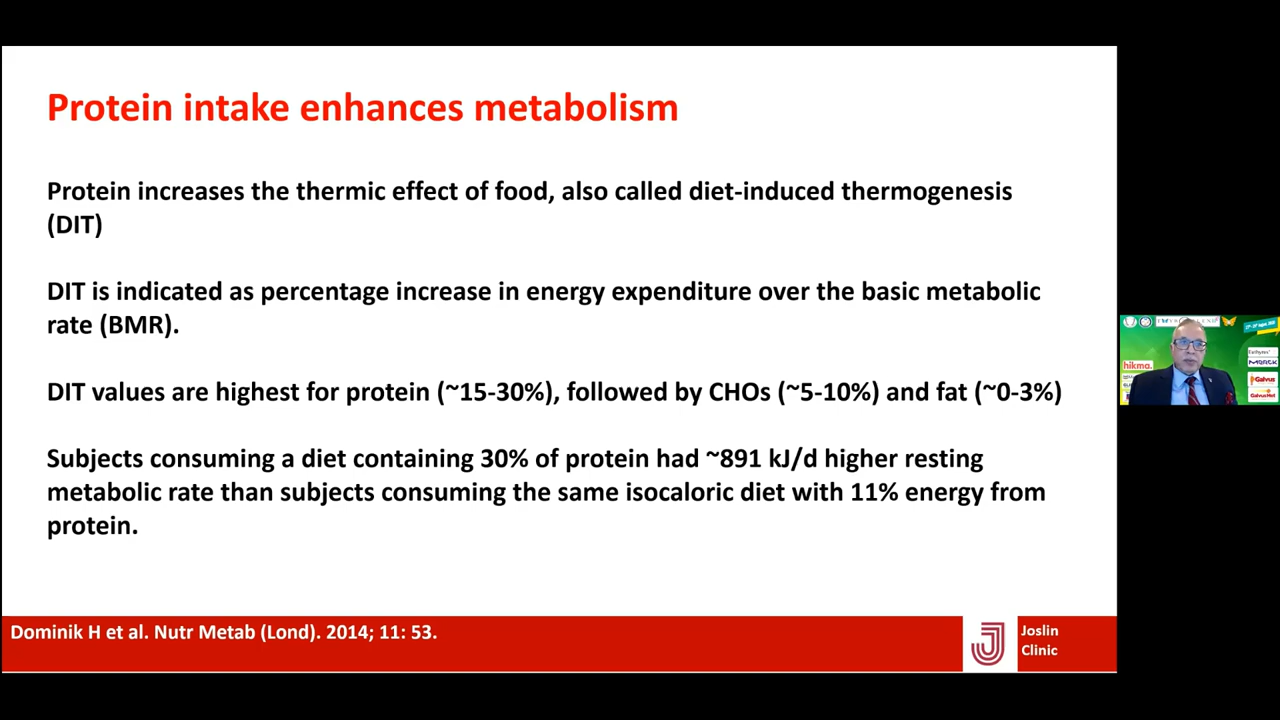 Protein intake enhances metabolism
Protein increases the thermic effect of food, also called diet-induced thermogenesis
(DIT)
DIT is indicated as percentage increase in energy expenditure over the basic metabolic
rate (BMR).
DIT values are highest for protein (~15-30%), followed by CHOs (~5-10%) and fat (~0-3%)
Subjects consuming a diet containing 30% of protein had ~891 kJ/d higher resting
metabolic rate than subjects consuming the same isocaloric diet with 11% energy from
protein.
Dominik H et al. Nutr Metab (Lond). 2014; 11: 53.
Joslin
Clinic
hikma.
MERCK
Galvus
GalvusMet